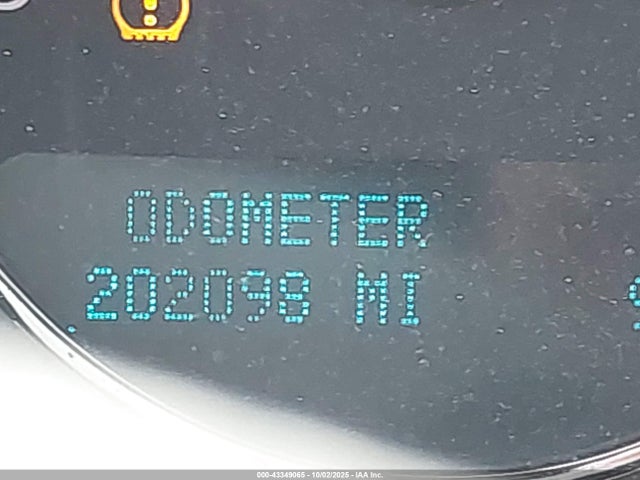 ODOMETER
202098 MI
000-43349065 - 10/02/2025 - IAA Inc.